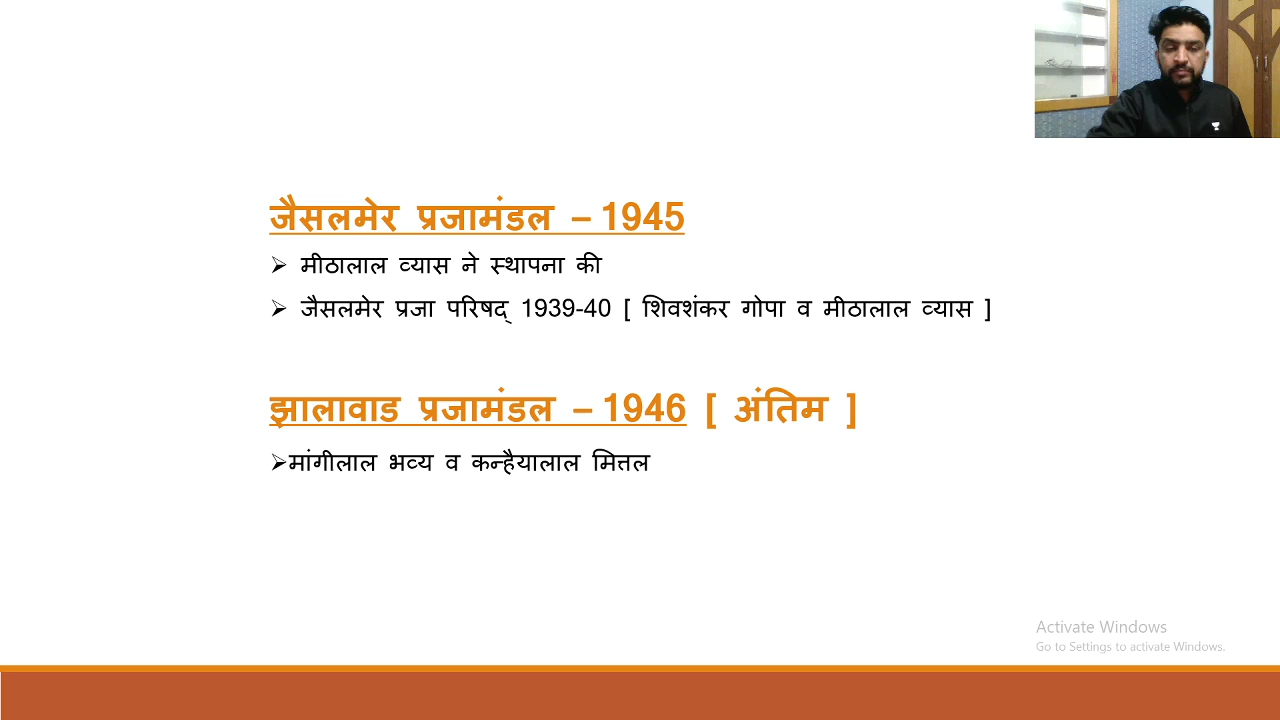 जैसलमेर प्रजामंडल – 1945
➢ मीठालाल व्यास ने स्थापना की
➢ जैसलमेर प्रजा परिषद् 1939-40 [ शिवशंकर गोपा व मीठालाल व्यास ]
झालावाड प्रजामंडल – 1946 [ अंतिम ]
➢मांगीलाल भव्य व कन्हैयालाल मित्तल
Activate Windows
Go to Settings to activate Windows.